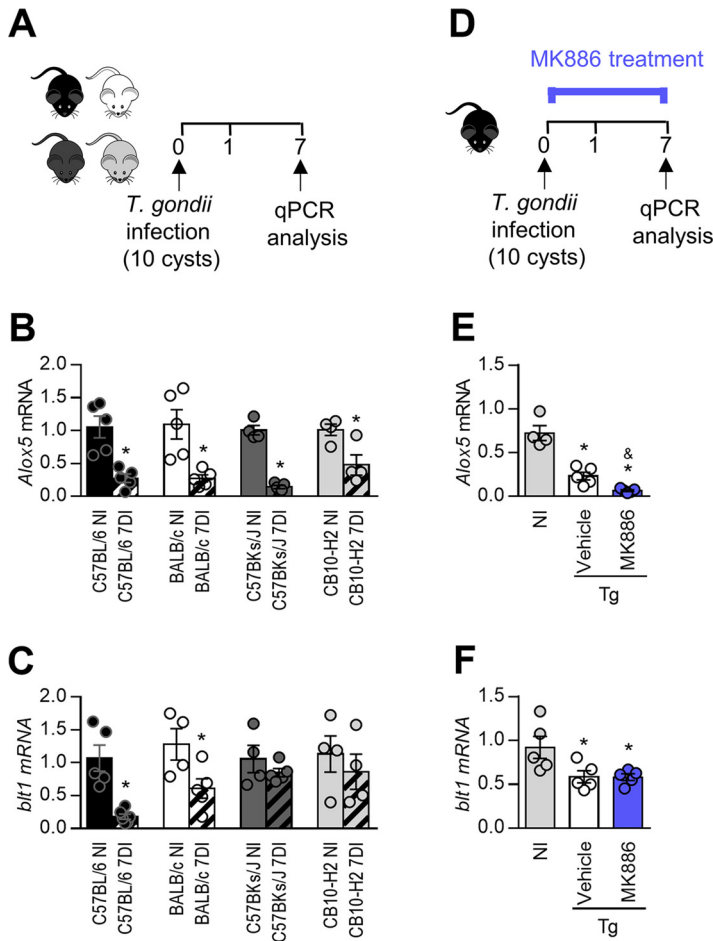 A
0 1 7
T. gondii
infection
(10 cysts)
qPCR
analysis
D
MK886 treatment
0 1 7
T. gondii
infection
(10 cysts)
qPCR
analysis
B
Alox5 mRNA
2.0
1.5
1.0
0.5
0.0
* * * *
C57BL/6 NI
C57BL/6 7DI
BALB/c NI
BALB/c 7DI
C57BKs/J NI
C57BKs/J 7DI
CB10-H2 NI
CB10-H2 7DI
E
Alox5 mRNA
1.5
1.0
0.5
0.0
*
&
*
NI
Vehicle
MK886
Tg
C
blt1 mRNA
2.0
1.5
1.0
0.5
0.0
* *
C57BL/6 NI
C57BL/6 7DI
BALB/c NI
BALB/c 7DI
C57BKs/J NI
C57BKs/J 7DI
CB10-H2 NI
CB10-H2 7DI
F
blt1 mRNA
1.5
1.0
0.5
0.0
* *
NI
Vehicle
MK886
Tg